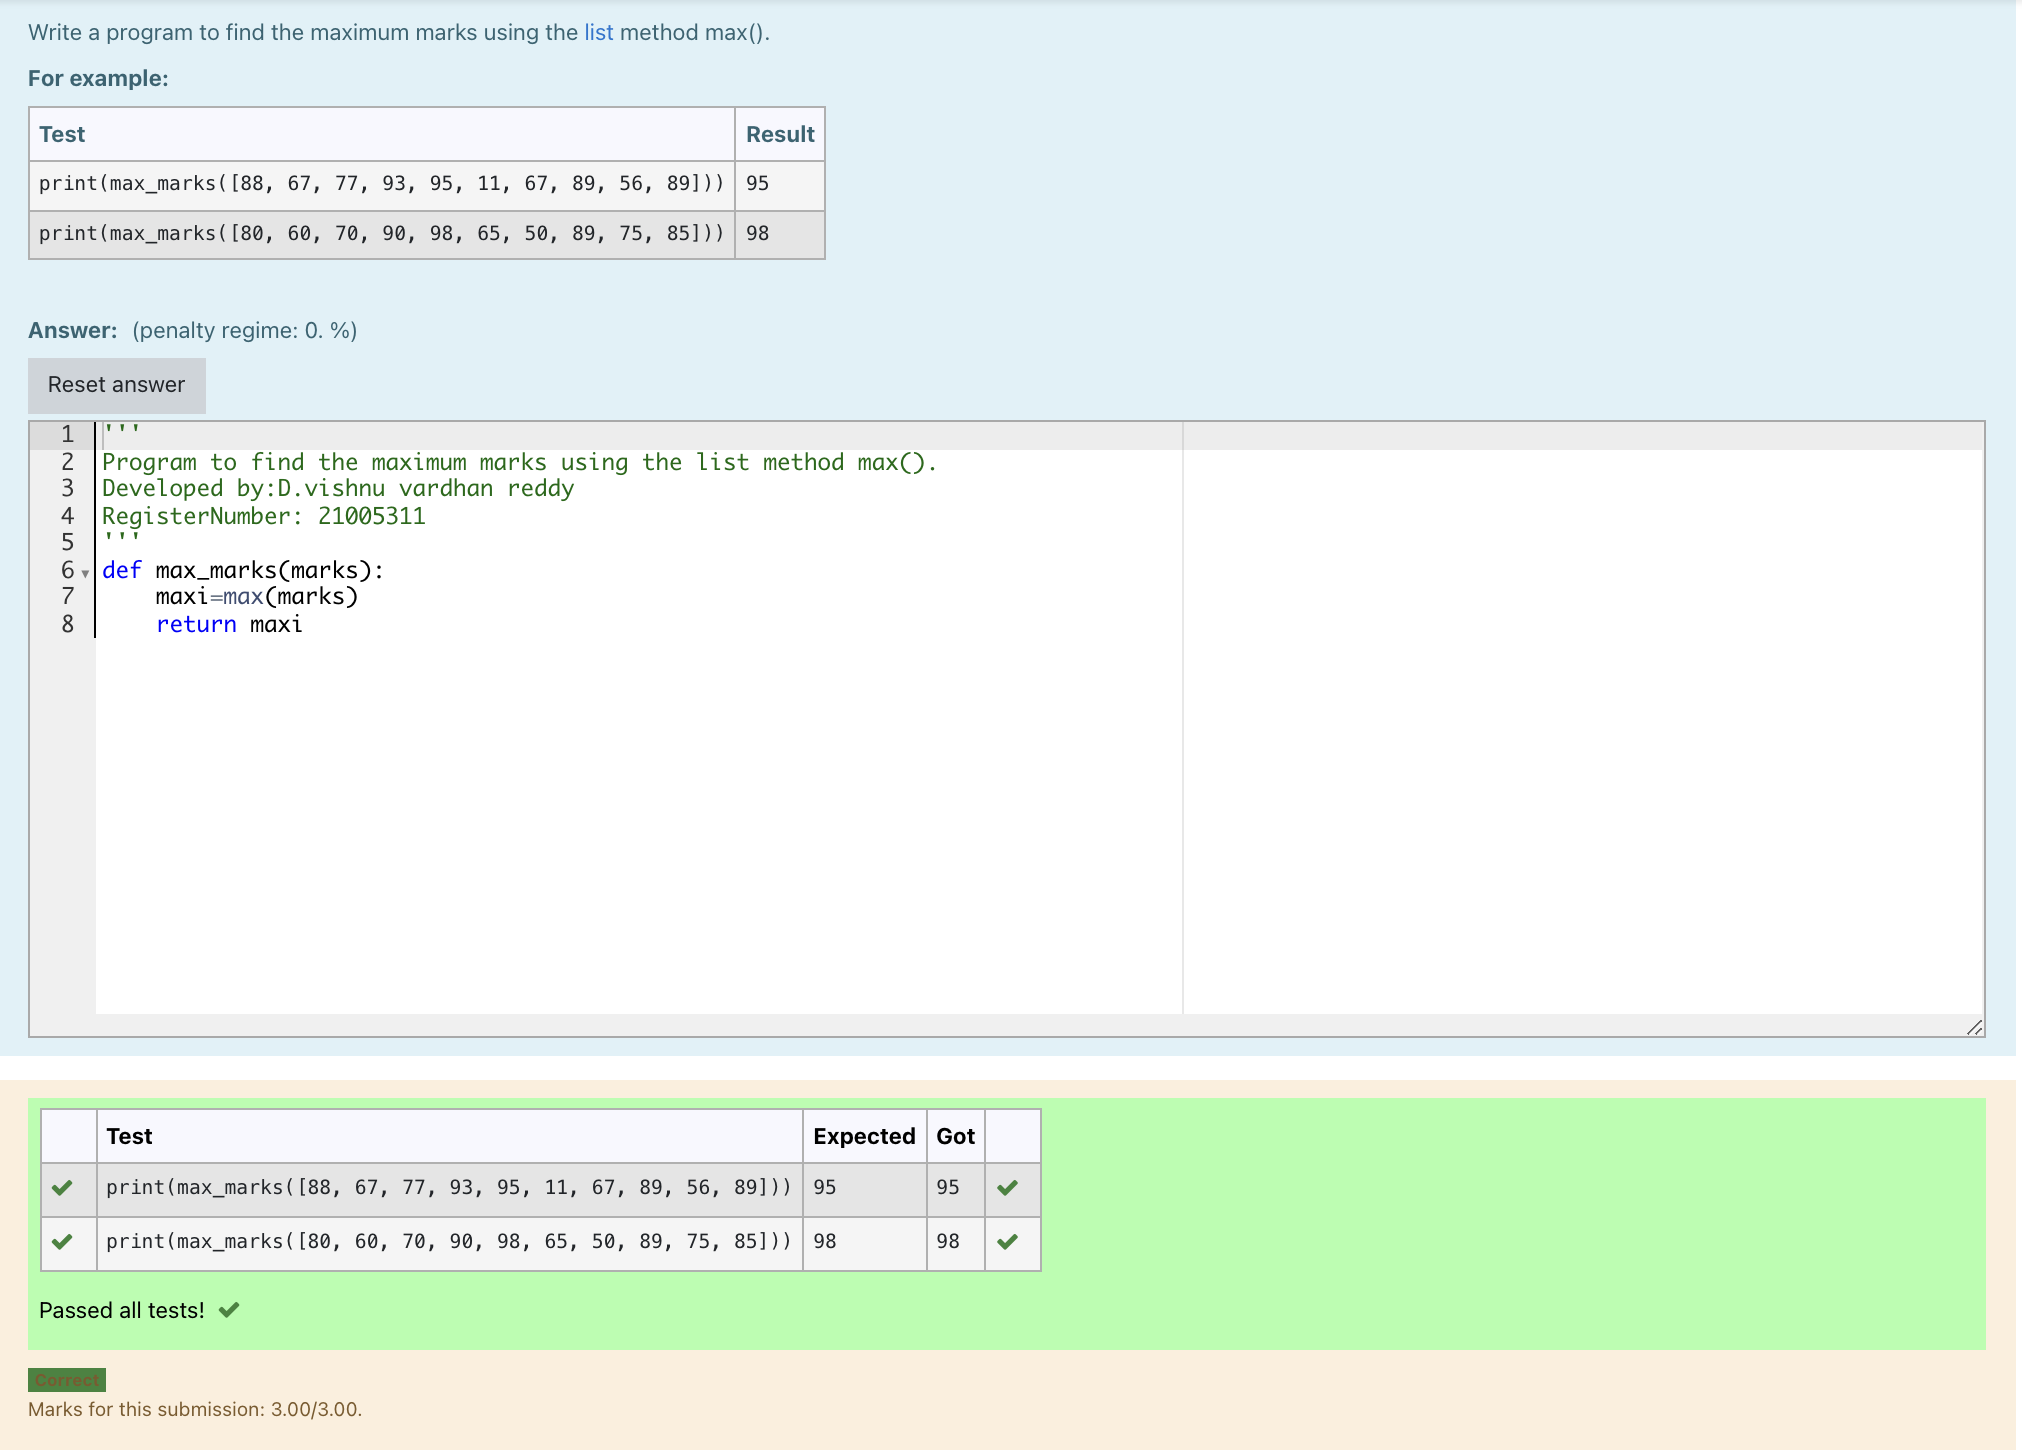 Write a program to find the maximum marks using the list method max().
For example:
Test Result
print(max_marks([88, 67, 77, 93, 95, 11, 67, 89, 56, 89])) 95
print(max_marks([80, 60, 70, 90, 98, 65, 50, 89, 75, 85])) 98
Answer: (penalty regime: 0. %)
Reset answer
1 '''
2 Program to find the maximum marks using the list method max().
3 Developed by:D.vishnu vardhan reddy
4 RegisterNumber: 21005311
5 '''
6 def max_marks(marks):
7     maxi=max(marks)
8     return maxi
Test Expected Got
print(max_marks([88, 67, 77, 93, 95, 11, 67, 89, 56, 89])) 95 95
print(max_marks([80, 60, 70, 90, 98, 65, 50, 89, 75, 85])) 98 98
Passed all tests!
Correct
Marks for this submission: 3.00/3.00.